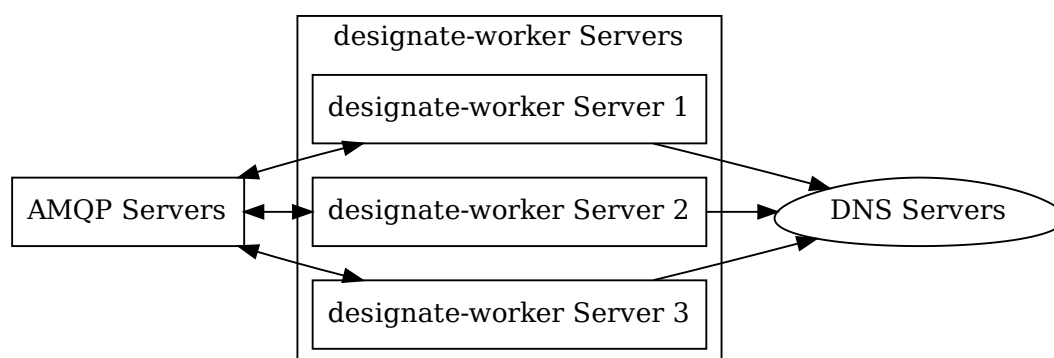 designate-worker Servers
designate-worker Server 1
AMQP Servers
designate-worker Server 2
DNS Servers
designate-worker Server 3